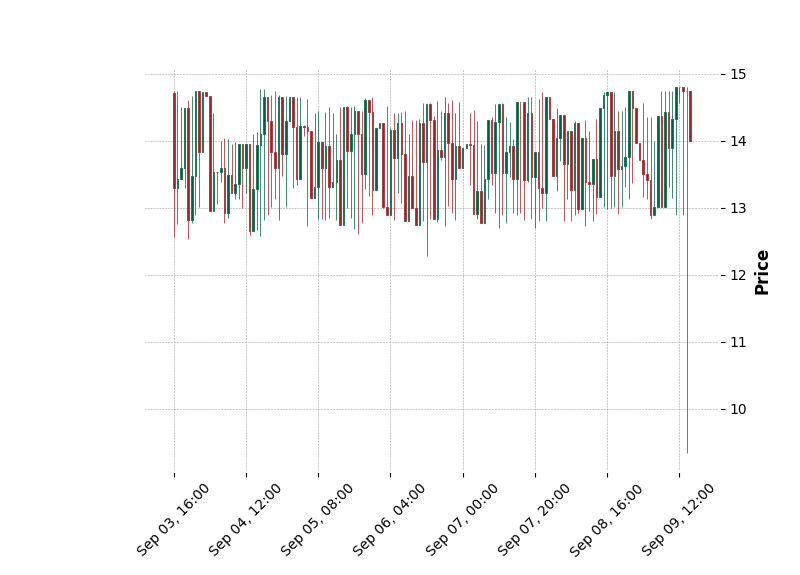 15
14
13
12
11
10
Price
Sep 03, 16:00
Sep 04, 12:00
Sep 05, 08:00
Sep 06, 04:00
Sep 07, 00:00
Sep 07, 20:00
Sep 08, 16:00
Sep 09, 12:00